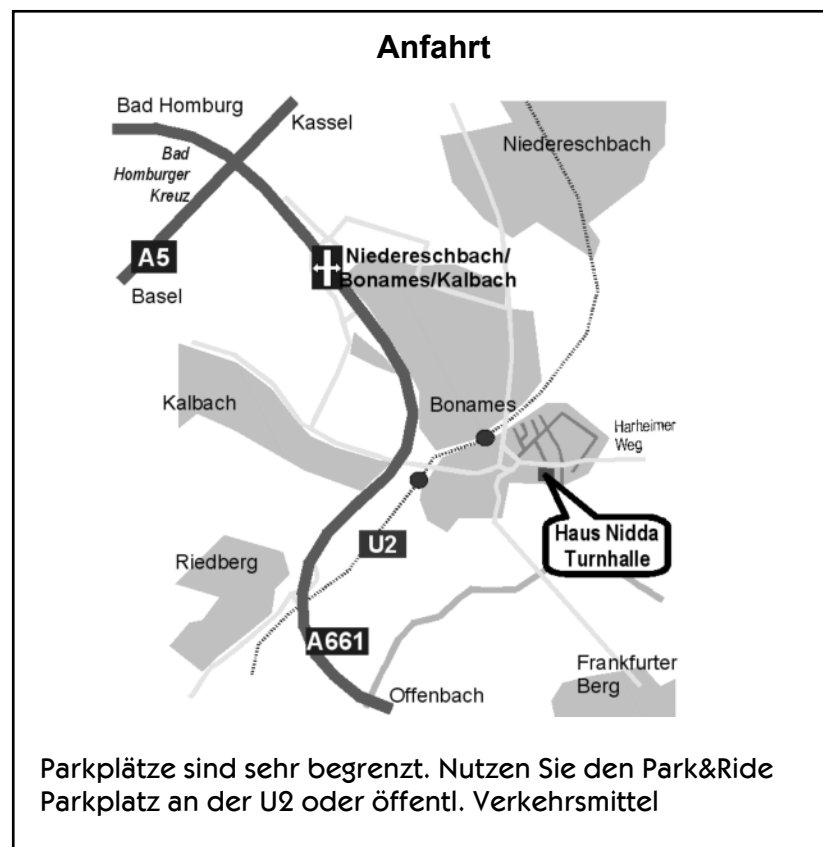 Anfahrt
Bad Homburg
Kassel
Bad
Homburger
Kreuz
Niedereschbach
A5
Niedereschbach/
Bonames/Kalbach
Basel
Kalbach
Bonames
Harheimer
Weg
U2
Haus Nidda
Turnhalle
Riedberg
A661
Frankfurter
Berg
Offenbach
Parkplätze sind sehr begrenzt. Nutzen Sie den Park&Ride
Parkplatz an der U2 oder öffentl. Verkehrsmittel